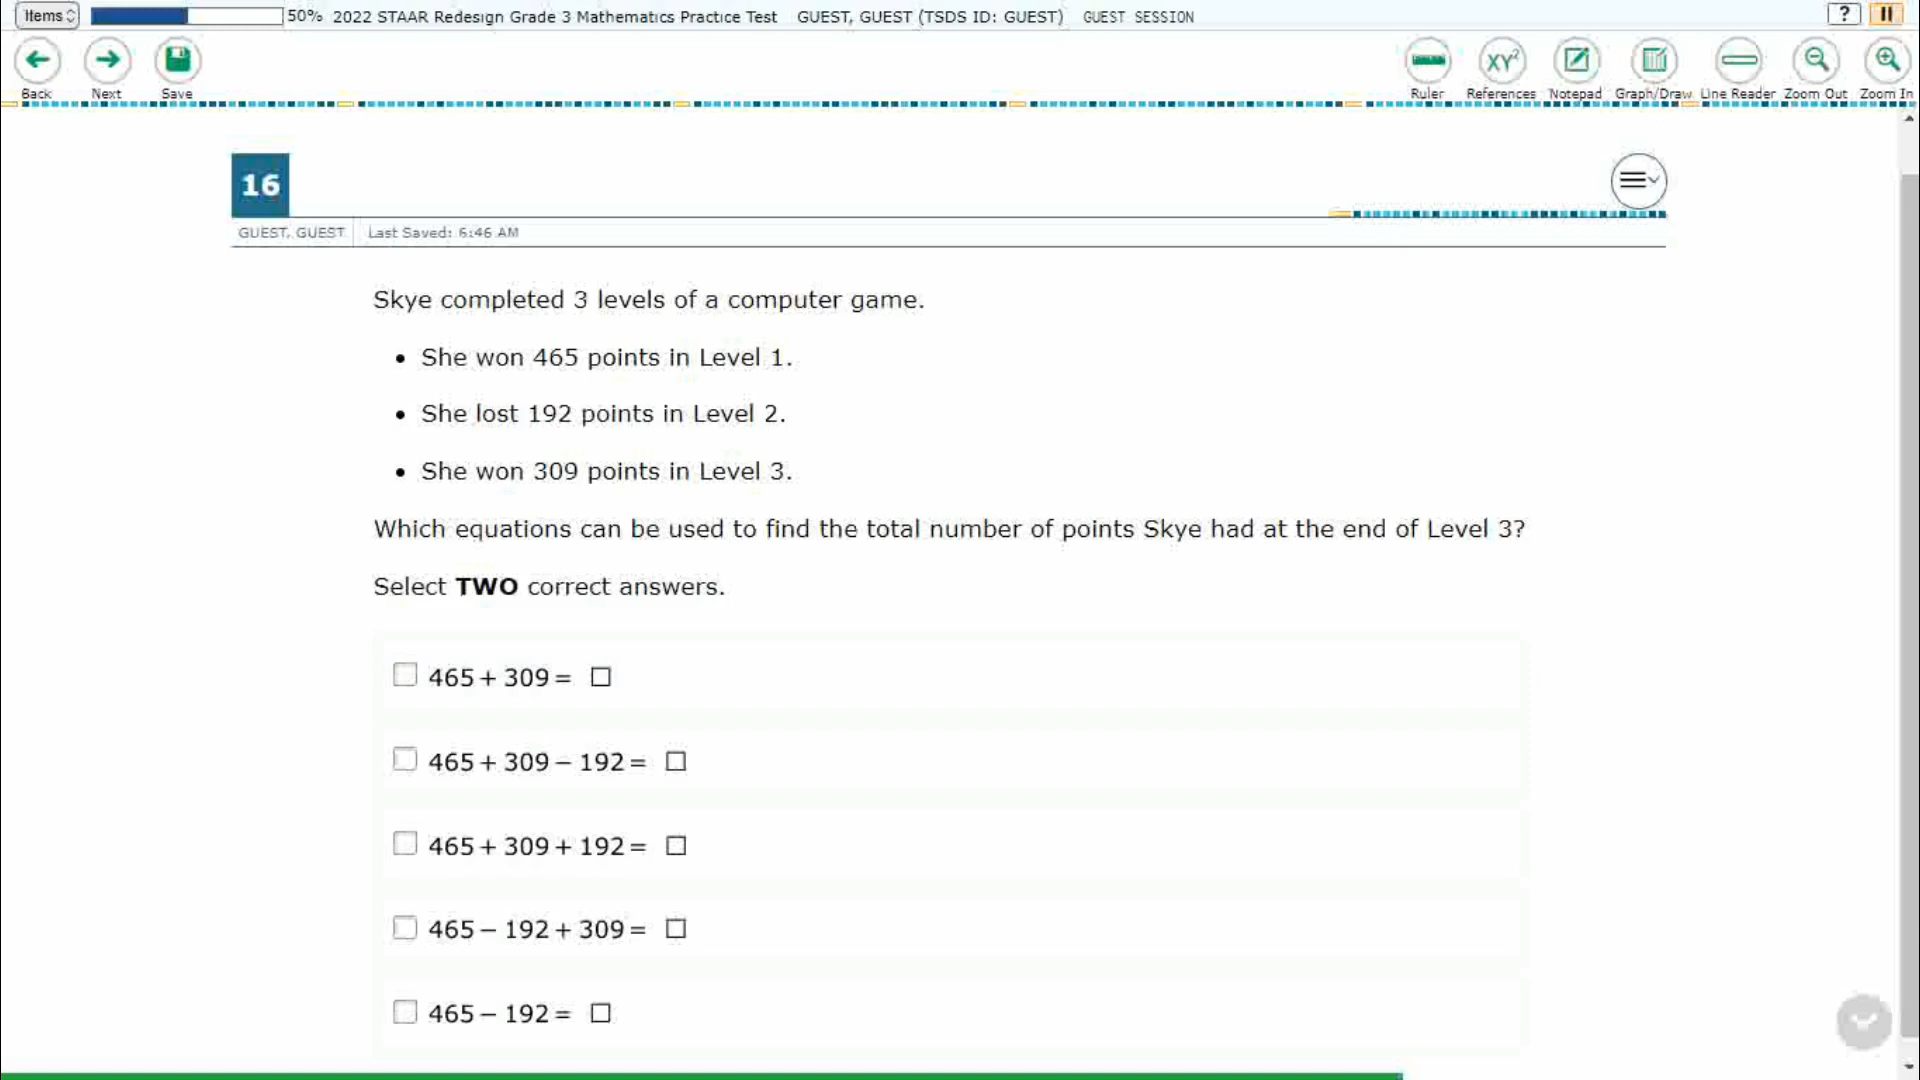 Items 50% 2022 STAAR Redesign Grade 3 Mathematics Practice Test GUEST, GUEST (TSDS ID: GUEST) GUEST SESSION ?
Back Next Save XY² Ruler References Notepad Graph/Draw Line Reader Zoom Out Zoom In
16
GUEST, GUEST Last Saved: 6:46 AM
Skye completed 3 levels of a computer game.
• She won 465 points in Level 1.
• She lost 192 points in Level 2.
• She won 309 points in Level 3.
Which equations can be used to find the total number of points Skye had at the end of Level 3?
Select TWO correct answers.
465 + 309 = □
465 + 309 − 192 = □
465 + 309 + 192 = □
465 − 192 + 309 = □
465 − 192 = □